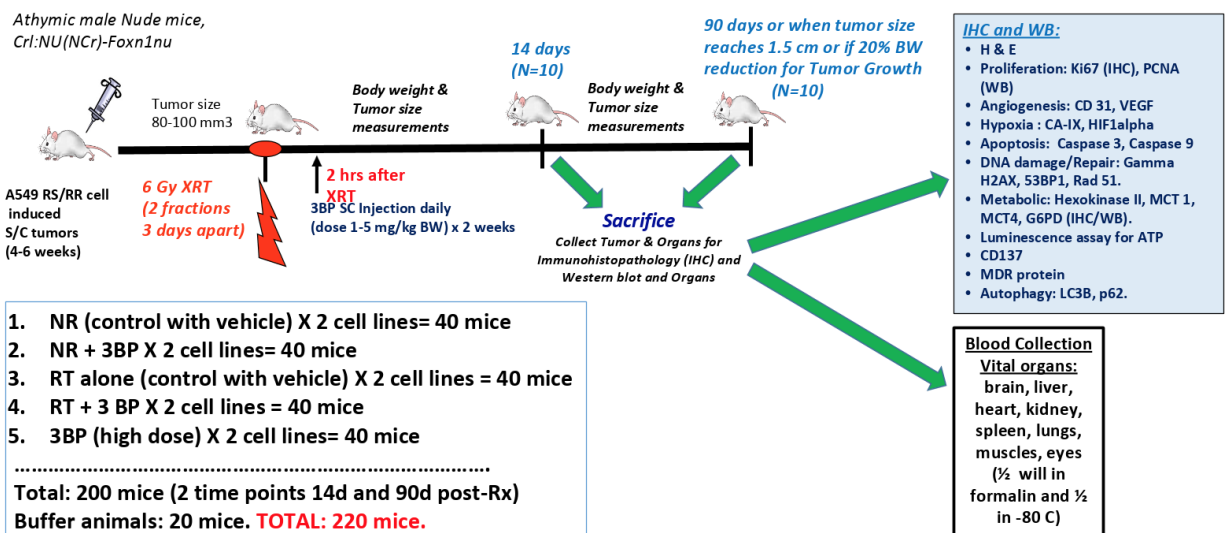 Athymic male Nude mice,
Crl:NU(NCr)-Foxn1nu
Tumor size
80-100 mm3
Body weight &
Tumor size
measurements
14 days
(N=10)
Body weight &
Tumor size
measurements
90 days or when tumor size
reaches 1.5 cm or if 20% BW
reduction for Tumor Growth
(N=10)
A549 RS/RR cell
induced
S/C tumors
(4-6 weeks)
6 Gy XRT
(2 fractions
3 days apart)
2 hrs after
XRT
3BP SC Injection daily
(dose 1-5 mg/kg BW) x 2 weeks
Sacrifice
Collect Tumor & Organs for
Immunohistopathology (IHC) and
Western blot and Organs
IHC and WB:
• H & E
• Proliferation: Ki67 (IHC), PCNA
(WB)
• Angiogenesis: CD 31, VEGF
• Hypoxia : CA-IX, HIF1alpha
• Apoptosis: Caspase 3, Caspase 9
• DNA damage/Repair: Gamma
H2AX, 53BP1, Rad 51.
• Metabolic: Hexokinase II, MCT 1,
MCT4, G6PD (IHC/WB).
• Luminescence assay for ATP
• CD137
• MDR protein
• Autophagy: LC3B, p62.
1. NR (control with vehicle) X 2 cell lines= 40 mice
2. NR + 3BP X 2 cell lines= 40 mice
3. RT alone (control with vehicle) X 2 cell lines = 40 mice
4. RT + 3 BP X 2 cell lines = 40 mice
5. 3BP (high dose) X 2 cell lines= 40 mice
……………………………………………………………………….
Total: 200 mice (2 time points 14d and 90d post-Rx)
Buffer animals: 20 mice. TOTAL: 220 mice.
Blood Collection
Vital organs:
brain, liver,
heart, kidney,
spleen, lungs,
muscles, eyes
(½ will in
formalin and ½
in -80 C)